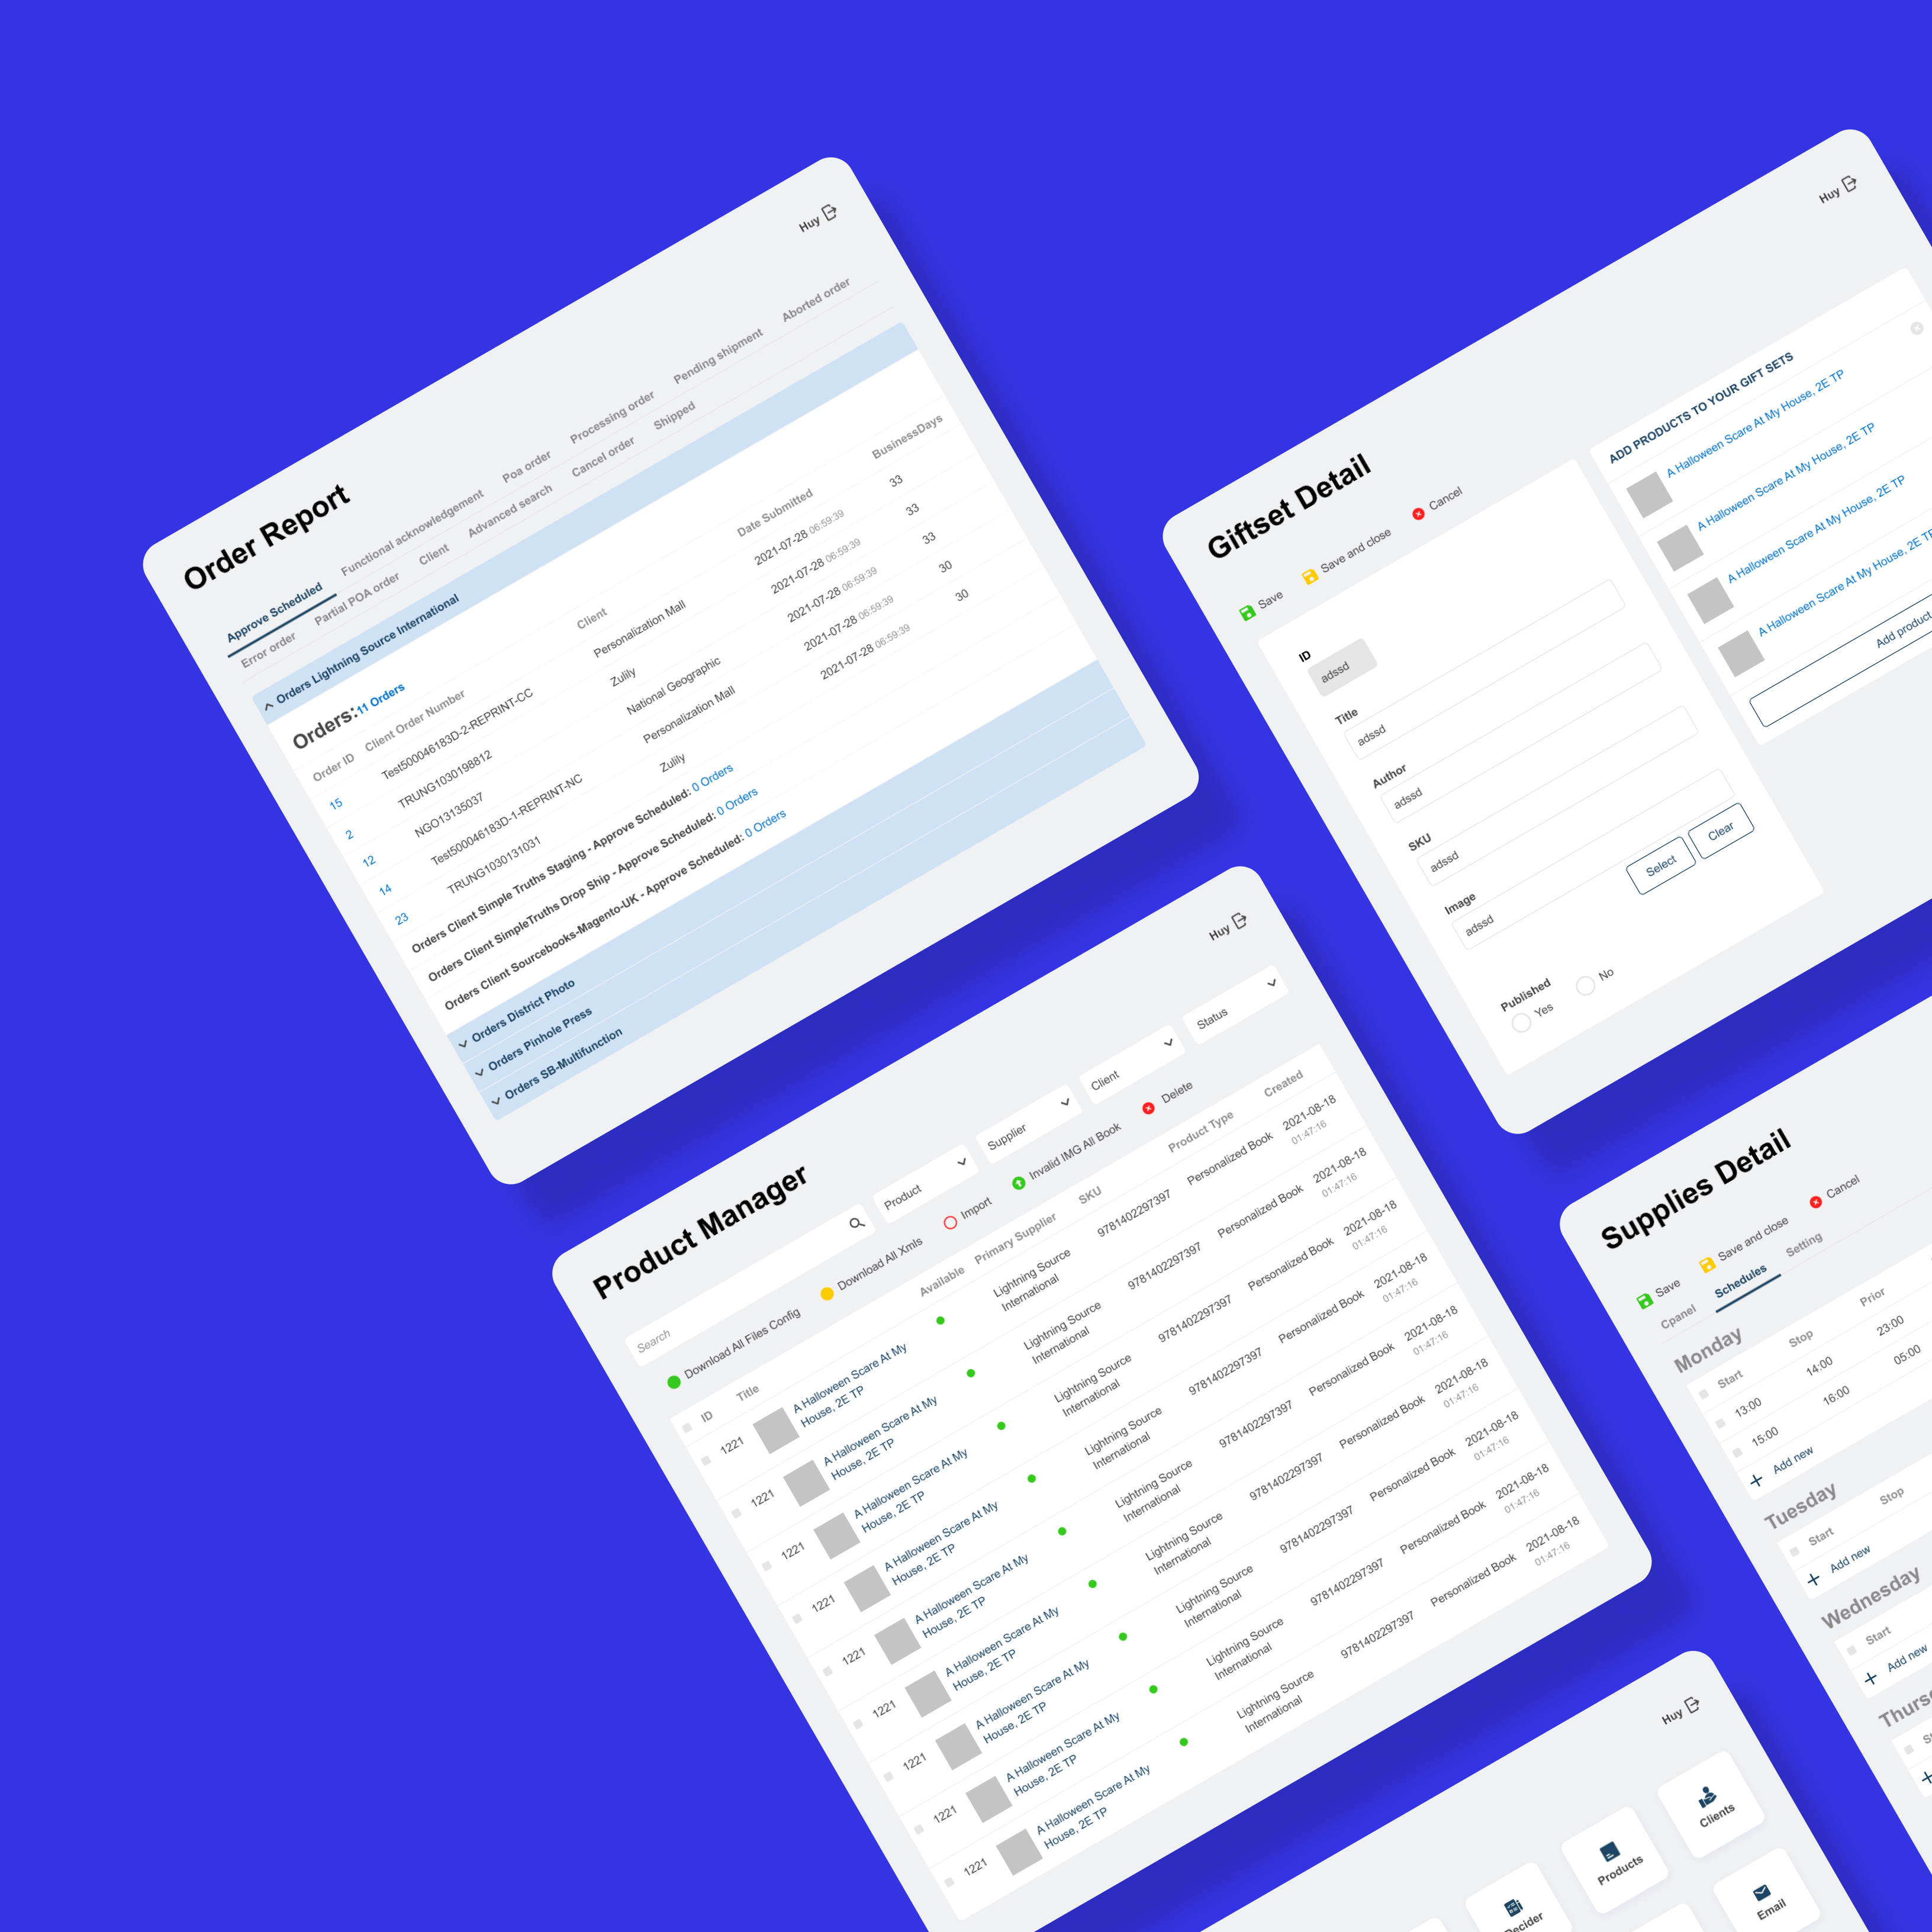 Order Report
Huy
Approve Scheduled Functional acknowledgement Poa order Processing order Pending shipment Aborted order
Error order Partial POA order Client Advanced search Cancel order Shipped
Orders Lightning Source International
Orders: 11 Orders
Order ID Client Order Number Client Date Submitted BusinessDays
15 Test500046183D-2-REPRINT-CC Personalization Mall 2021-07-28 06:59:39 33
2 TRUNG1030198812 Zulily 2021-07-28 06:59:39 33
12 NGO13135037 National Geographic 2021-07-28 06:59:39 33
14 Test500046183D-1-REPRINT-NC Personalization Mall 2021-07-28 06:59:39 30
23 TRUNG1030131031 Zulily 2021-07-28 06:59:39 30
Orders Client Simple Truths Staging - Approve Scheduled: 0 Orders
Orders Client SimpleTruths Drop Ship - Approve Scheduled: 0 Orders
Orders Client Sourcebooks-Magento-UK - Approve Scheduled: 0 Orders
Orders District Photo
Orders Pinhole Press
Orders SB-Multifunction
Giftset Detail
Huy
Save Save and close Cancel
ID
adssd
Title
adssd
Author
adssd
SKU
adssd
Image
adssd
Select Clear
Published
Yes No
ADD PRODUCTS TO YOUR GIFT SETS
A Halloween Scare At My House, 2E TP
A Halloween Scare At My House, 2E TP
A Halloween Scare At My House, 2E TP
A Halloween Scare At My House, 2E TP
Add product
Product Manager
Huy
Search Product Supplier Client Status
Download All Files Config Download All Xmls Import Invalid IMG All Book Delete
ID Title Available Primary Supplier SKU Product Type Created
1221 A Halloween Scare At My Lightning Source 9781402297397 Personalized Book 2021-08-18
House, 2E TP International 01:47:16
1221 A Halloween Scare At My Lightning Source 9781402297397 Personalized Book 2021-08-18
House, 2E TP International 01:47:16
1221 A Halloween Scare At My Lightning Source 9781402297397 Personalized Book 2021-08-18
House, 2E TP International 01:47:16
1221 A Halloween Scare At My Lightning Source 9781402297397 Personalized Book 2021-08-18
House, 2E TP International 01:47:16
1221 A Halloween Scare At My Lightning Source 9781402297397 Personalized Book 2021-08-18
House, 2E TP International 01:47:16
1221 A Halloween Scare At My Lightning Source 9781402297397 Personalized Book 2021-08-18
House, 2E TP International 01:47:16
1221 A Halloween Scare At My Lightning Source 9781402297397 Personalized Book 2021-08-18
House, 2E TP International 01:47:16
1221 A Halloween Scare At My Lightning Source 9781402297397 Personalized Book 2021-08-18
House, 2E TP International 01:47:16
1221 A Halloween Scare At My Lightning Source 9781402297397 Personalized Book 2021-08-18
House, 2E TP International 01:47:16
Supplies Detail
Save Save and close Cancel
Cpanel Schedules Setting
Monday
Start Stop Prior
13:00 14:00 23:00
15:00 16:00 05:00
Add new
Tuesday
Start Stop
Add new
Wednesday
Start
Add new
Huy
Products Clients
Email